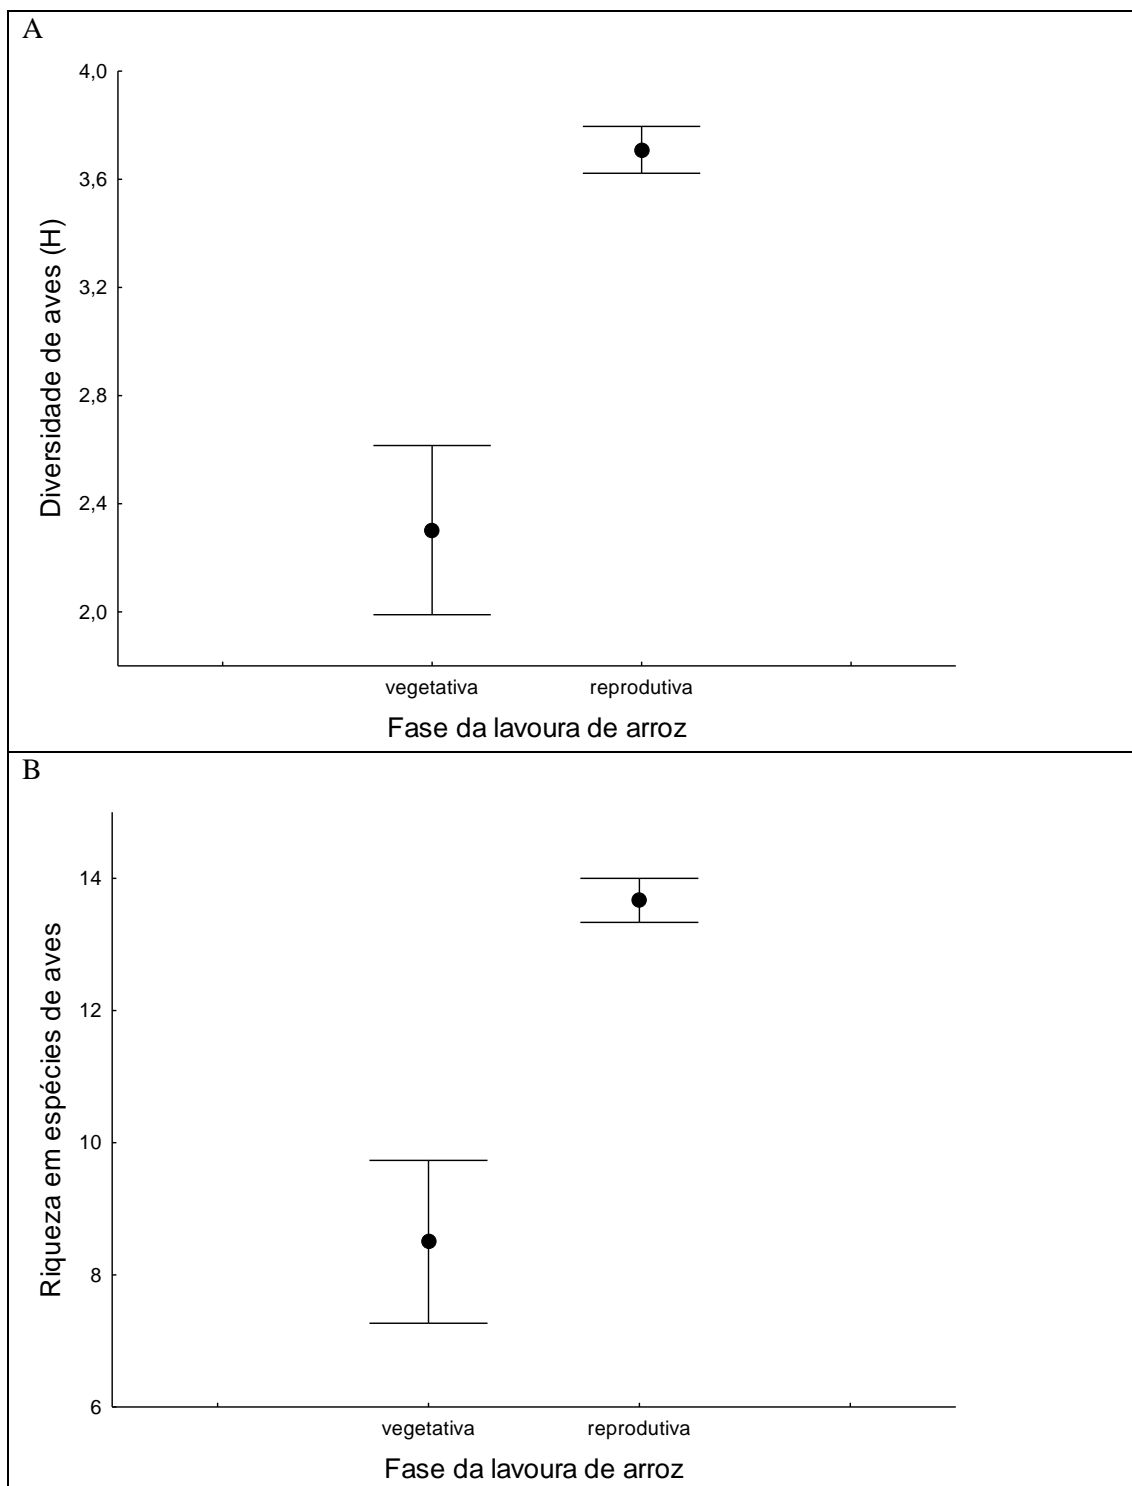 A
4,0
3,6
3,2
2,8
2,4
2,0
Diversidade de aves (H)
vegetativa reprodutiva
Fase da lavoura de arroz
B
14
12
10
8
6
Riqueza em espécies de aves
vegetativa reprodutiva
Fase da lavoura de arroz